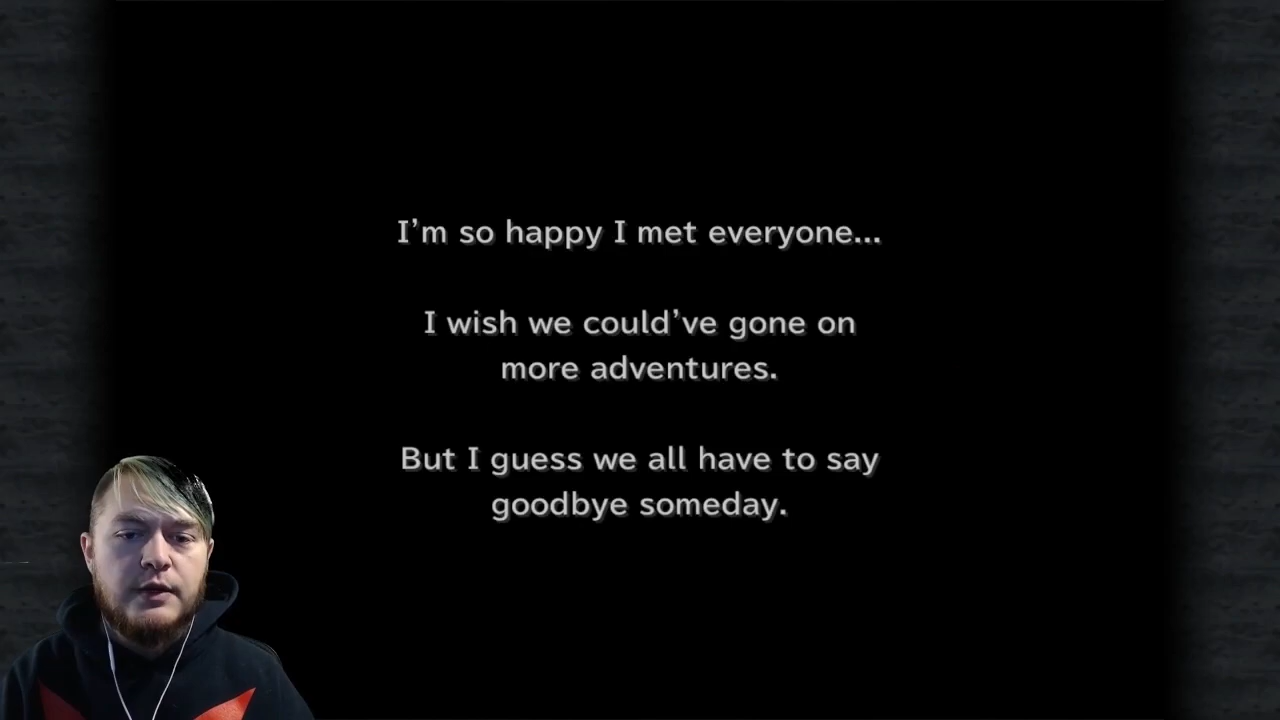 I'm so happy I met everyone...
I wish we could've gone on
more adventures.
But I guess we all have to say
goodbye someday.